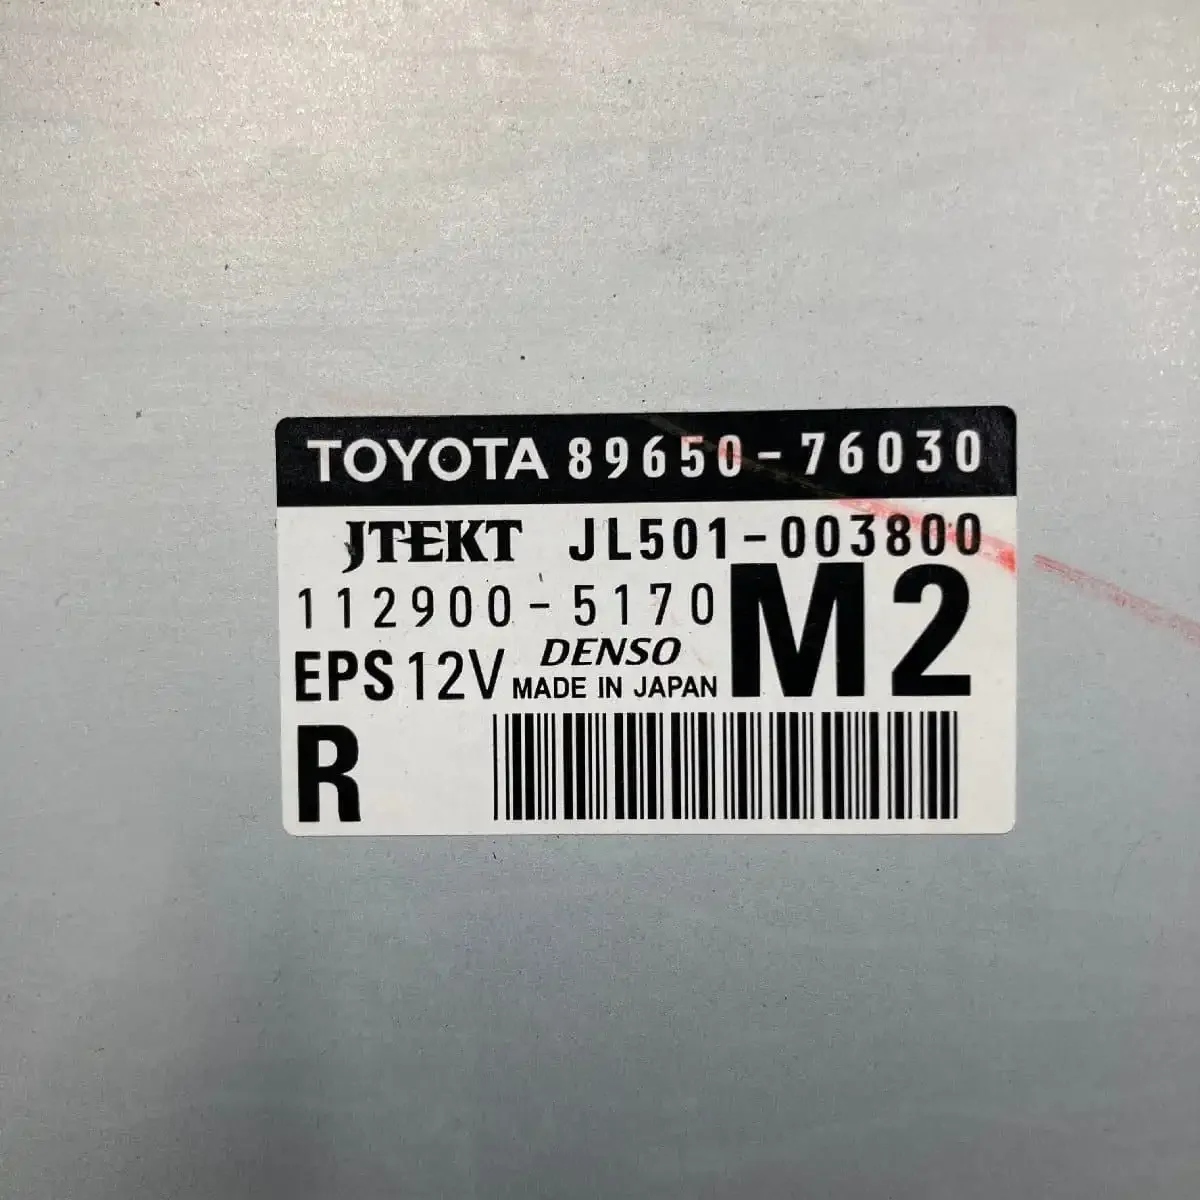 TOYOTA 89650-76030
JTEKT JL501-003800
112900-5170 M2
EPS 12V DENSO
MADE IN JAPAN
R